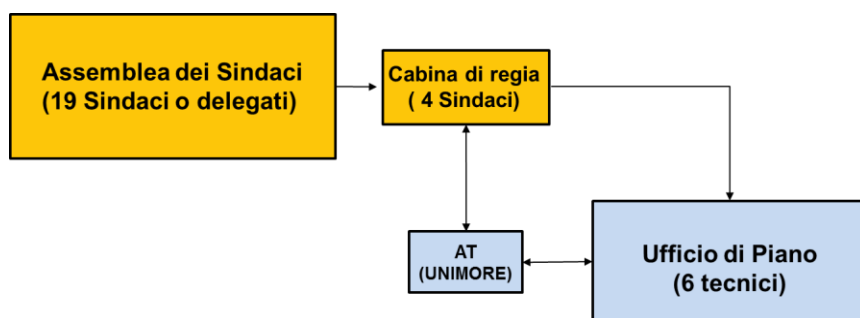 Assemblea dei Sindaci
(19 Sindaci o delegati)
Cabina di regia
( 4 Sindaci)
AT
(UNIMORE)
Ufficio di Piano
(6 tecnici)